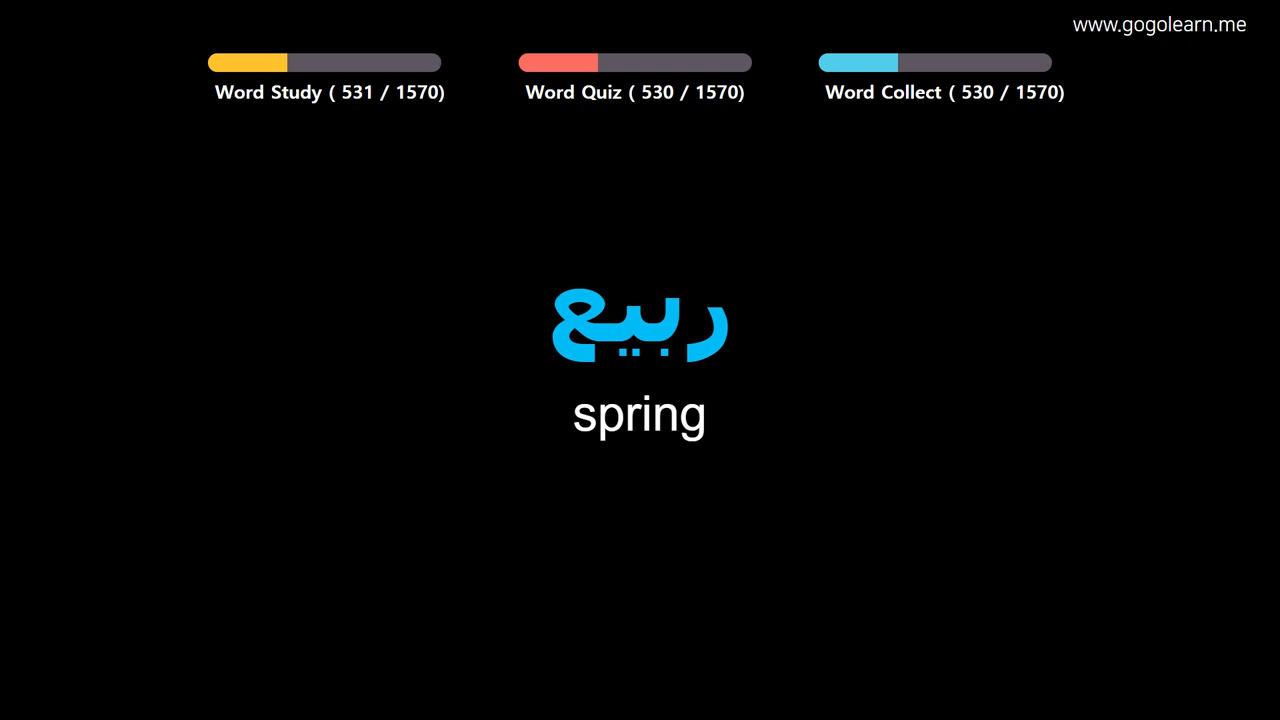 www.gogolearn.me
Word Study ( 531 / 1570)
Word Quiz ( 530 / 1570)
Word Collect ( 530 / 1570)
ربيع
spring